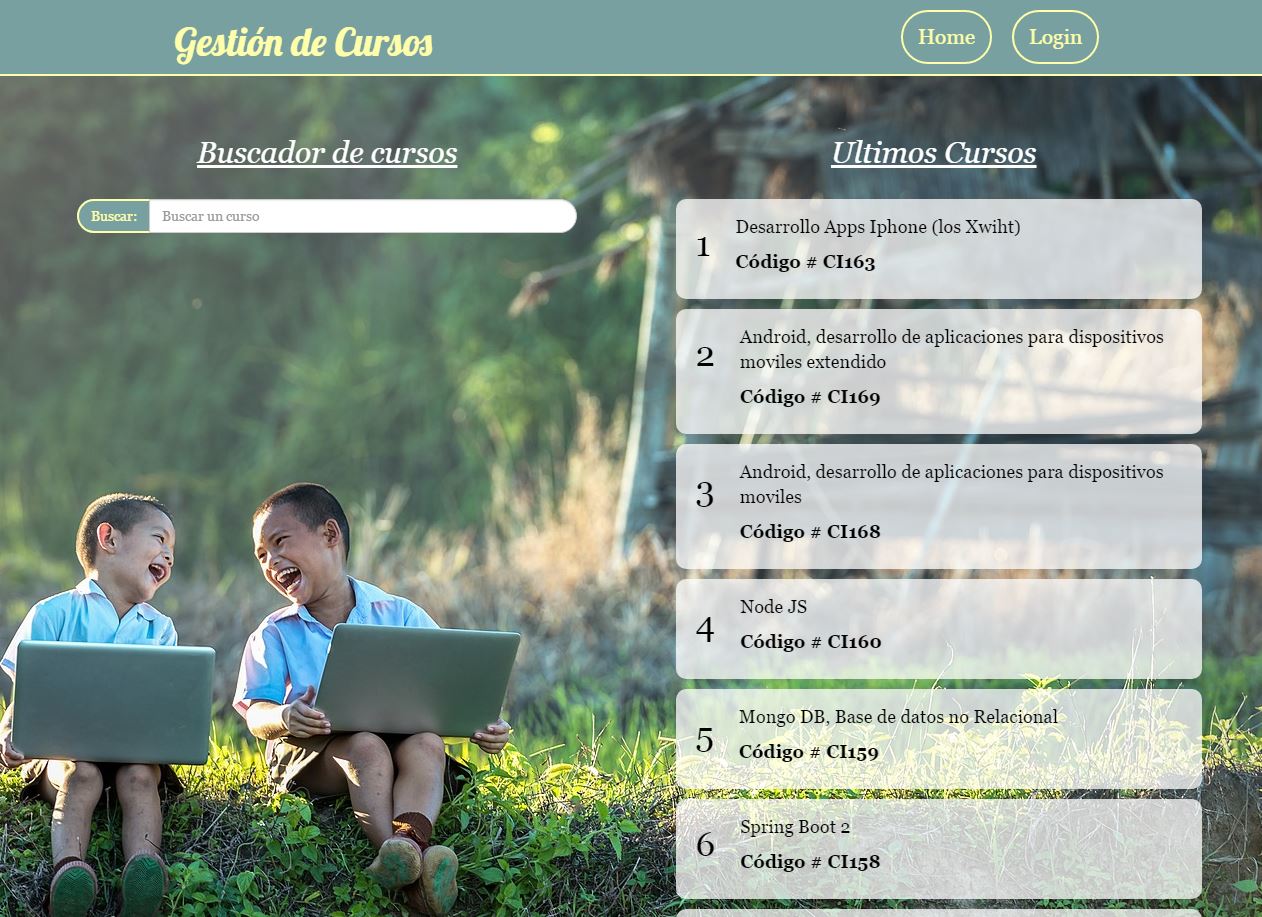 Gestión de Cursos
Home
Login
Buscador de cursos
Buscar:
Buscar un curso
Ultimos Cursos
1
Desarrollo Apps Iphone (los Xwiht)
Código # CI163
2
Android, desarrollo de aplicaciones para dispositivos
moviles extendido
Código # CI169
3
Android, desarrollo de aplicaciones para dispositivos
moviles
Código # CI168
4
Node JS
Código # CI160
5
Mongo DB, Base de datos no Relacional
Código # CI159
6
Spring Boot 2
Código # CI158